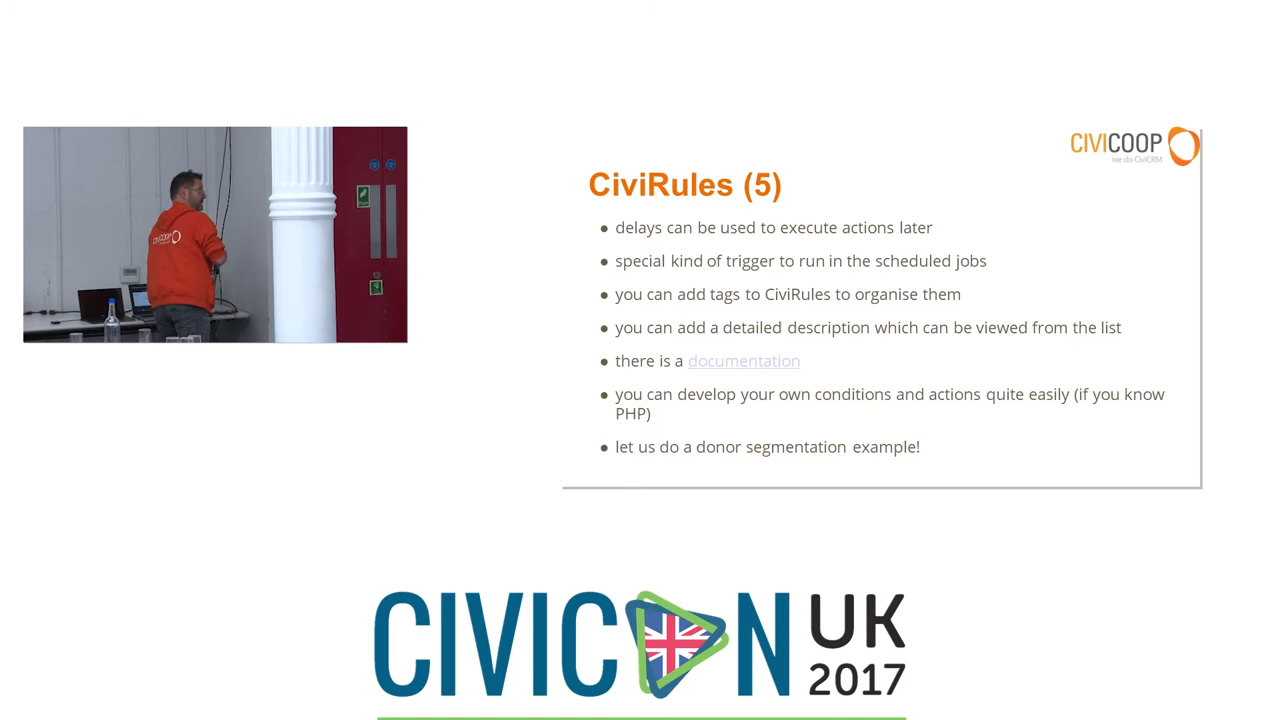 CIVICOOP
we do CiviCRM
CiviRules (5)
● delays can be used to execute actions later
● special kind of trigger to run in the scheduled jobs
● you can add tags to CiviRules to organise them
● you can add a detailed description which can be viewed from the list
● there is a documentation
● you can develop your own conditions and actions quite easily (if you know
PHP)
● let us do a donor segmentation example!
CIVICOOP
CIVICON UK
2017